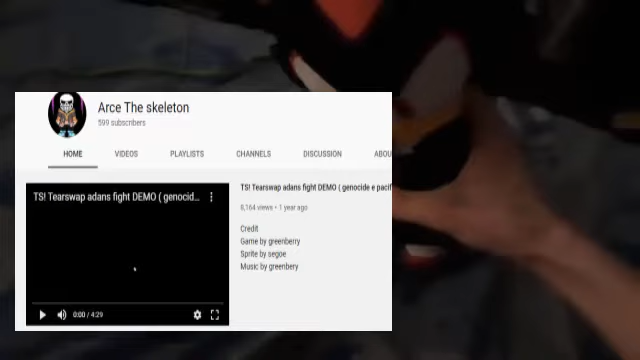 Arce The skeleton
599 subscribers
HOME VIDEOS PLAYLISTS CHANNELS DISCUSSION ABOU
TS! Tearswap adans fight DEMO ( genocid...
TS! Tearswap adans fight DEMO ( genocide e pacif
8,164 views • 1 year ago
Credit
Game by greenberry
Sprite by segoe
Music by greenbery
0:00 / 4:29